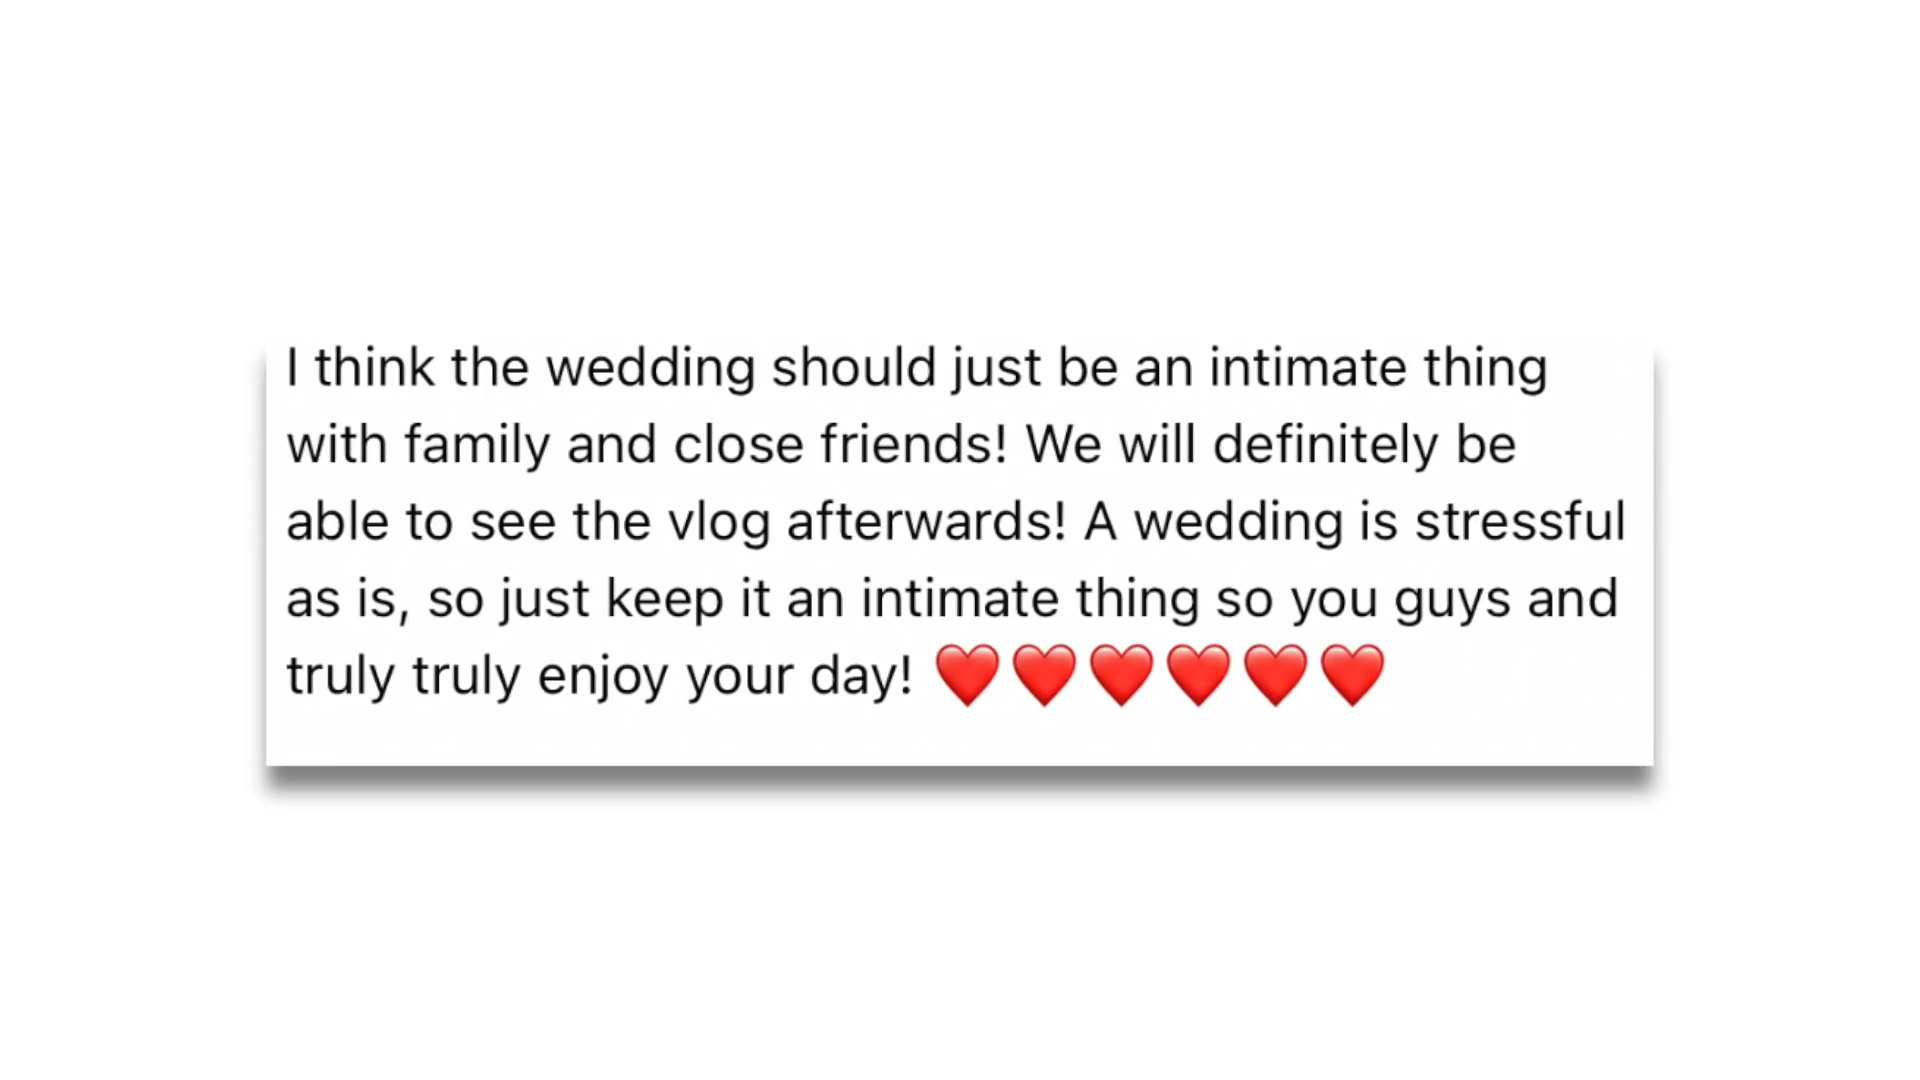 I think the wedding should just be an intimate thing
with family and close friends! We will definitely be
able to see the vlog afterwards! A wedding is stressful
as is, so just keep it an intimate thing so you guys and
truly truly enjoy your day! ❤️❤️❤️❤️❤️❤️